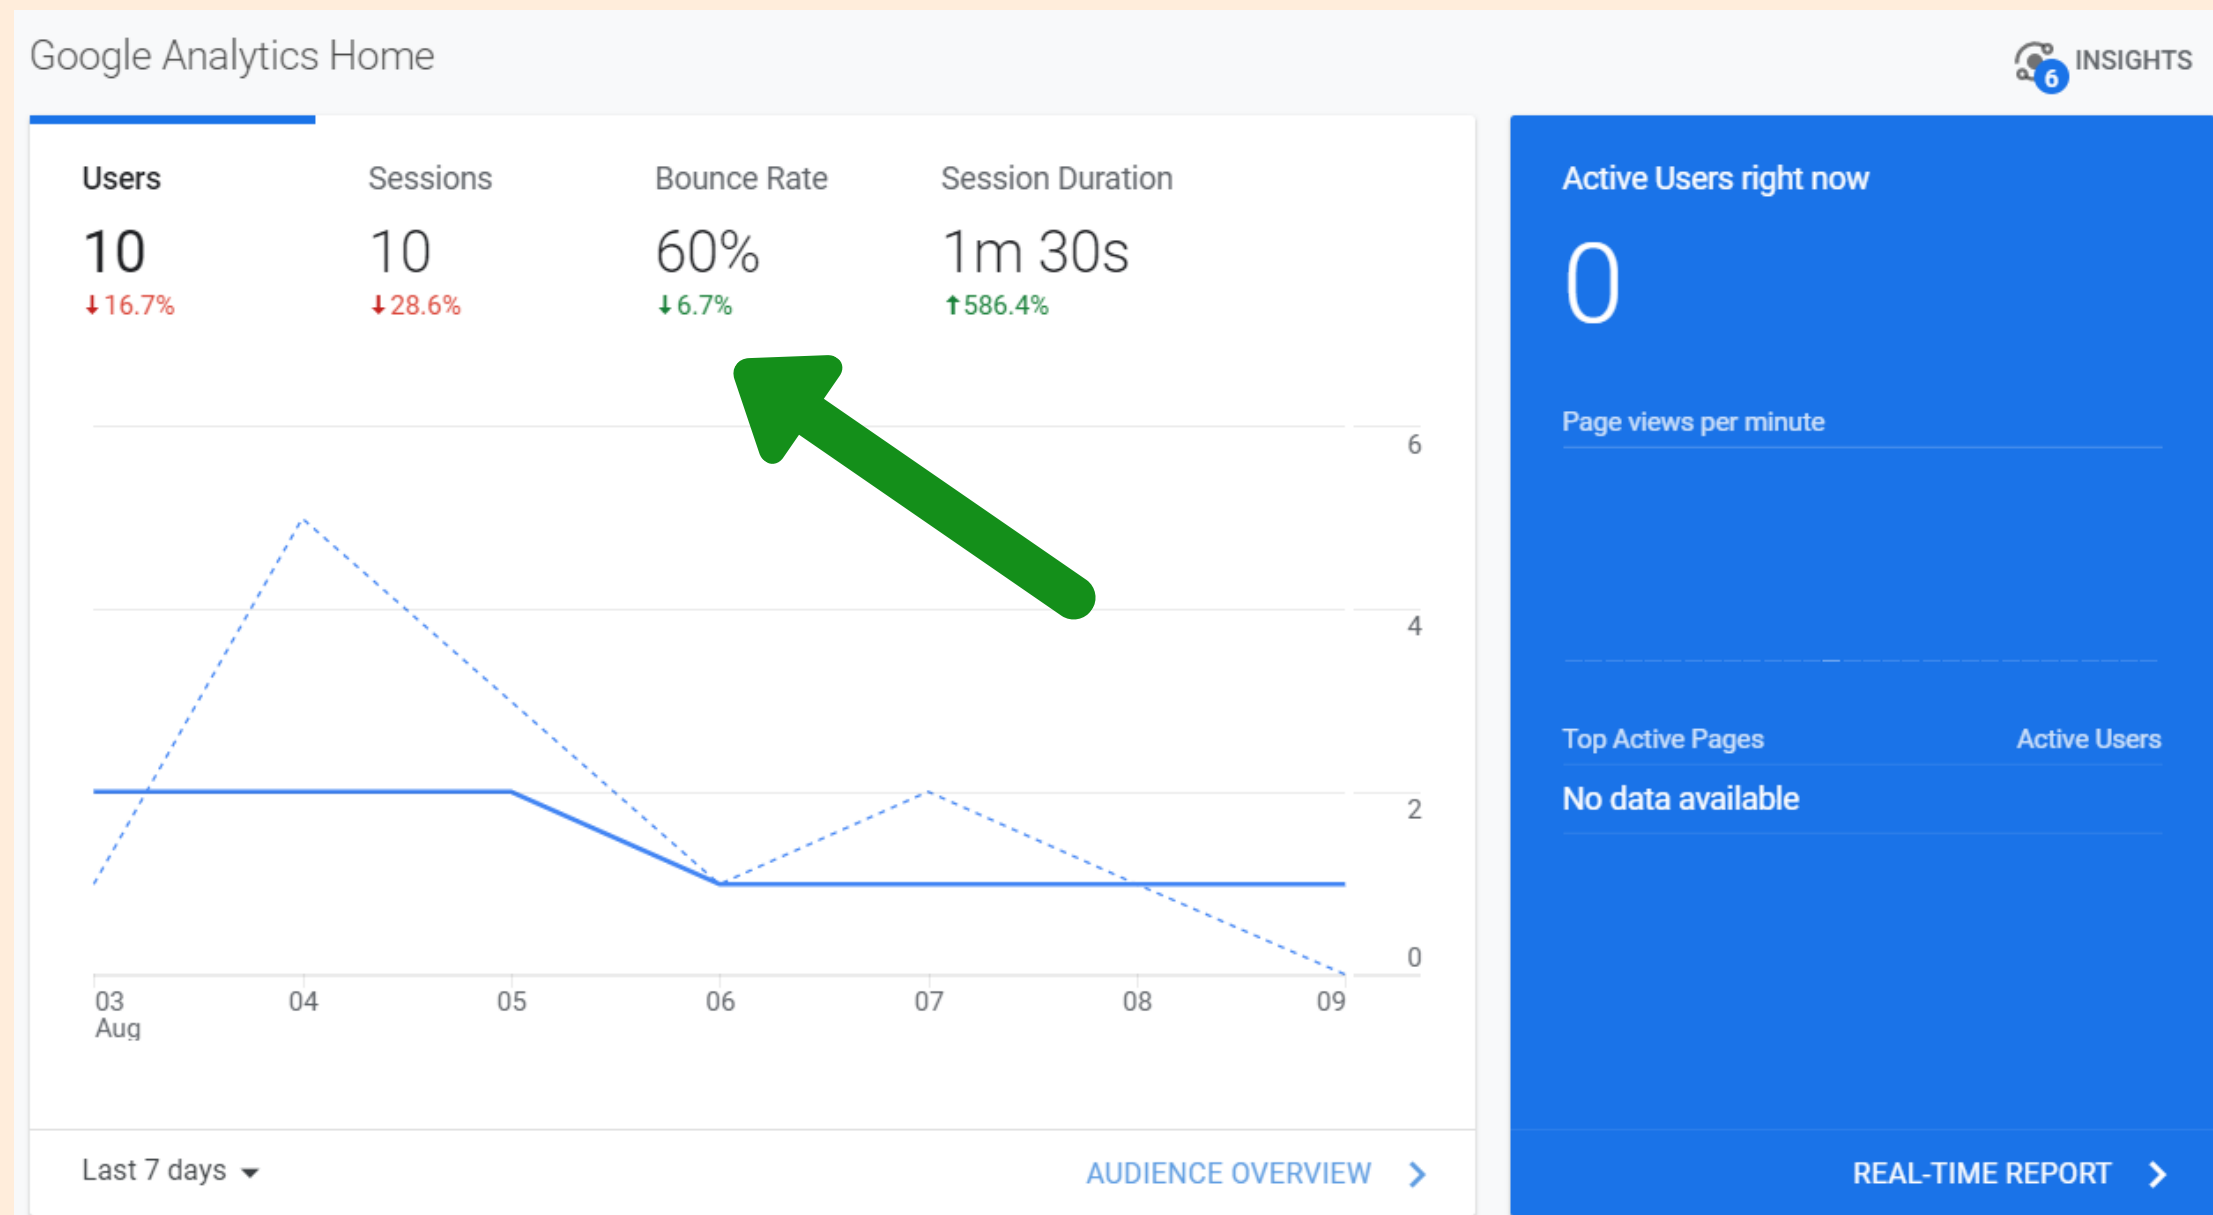 Google Analytics Home
6 INSIGHTS
Users Sessions Bounce Rate Session Duration
10 10 60% 1m 30s
↓16.7% ↓28.6% ↓6.7% ↑586.4%
6
4
2
0
03 04 05 06 07 08 09
Aug
Last 7 days
AUDIENCE OVERVIEW
Active Users right now
0
Page views per minute
Top Active Pages Active Users
No data available
REAL-TIME REPORT